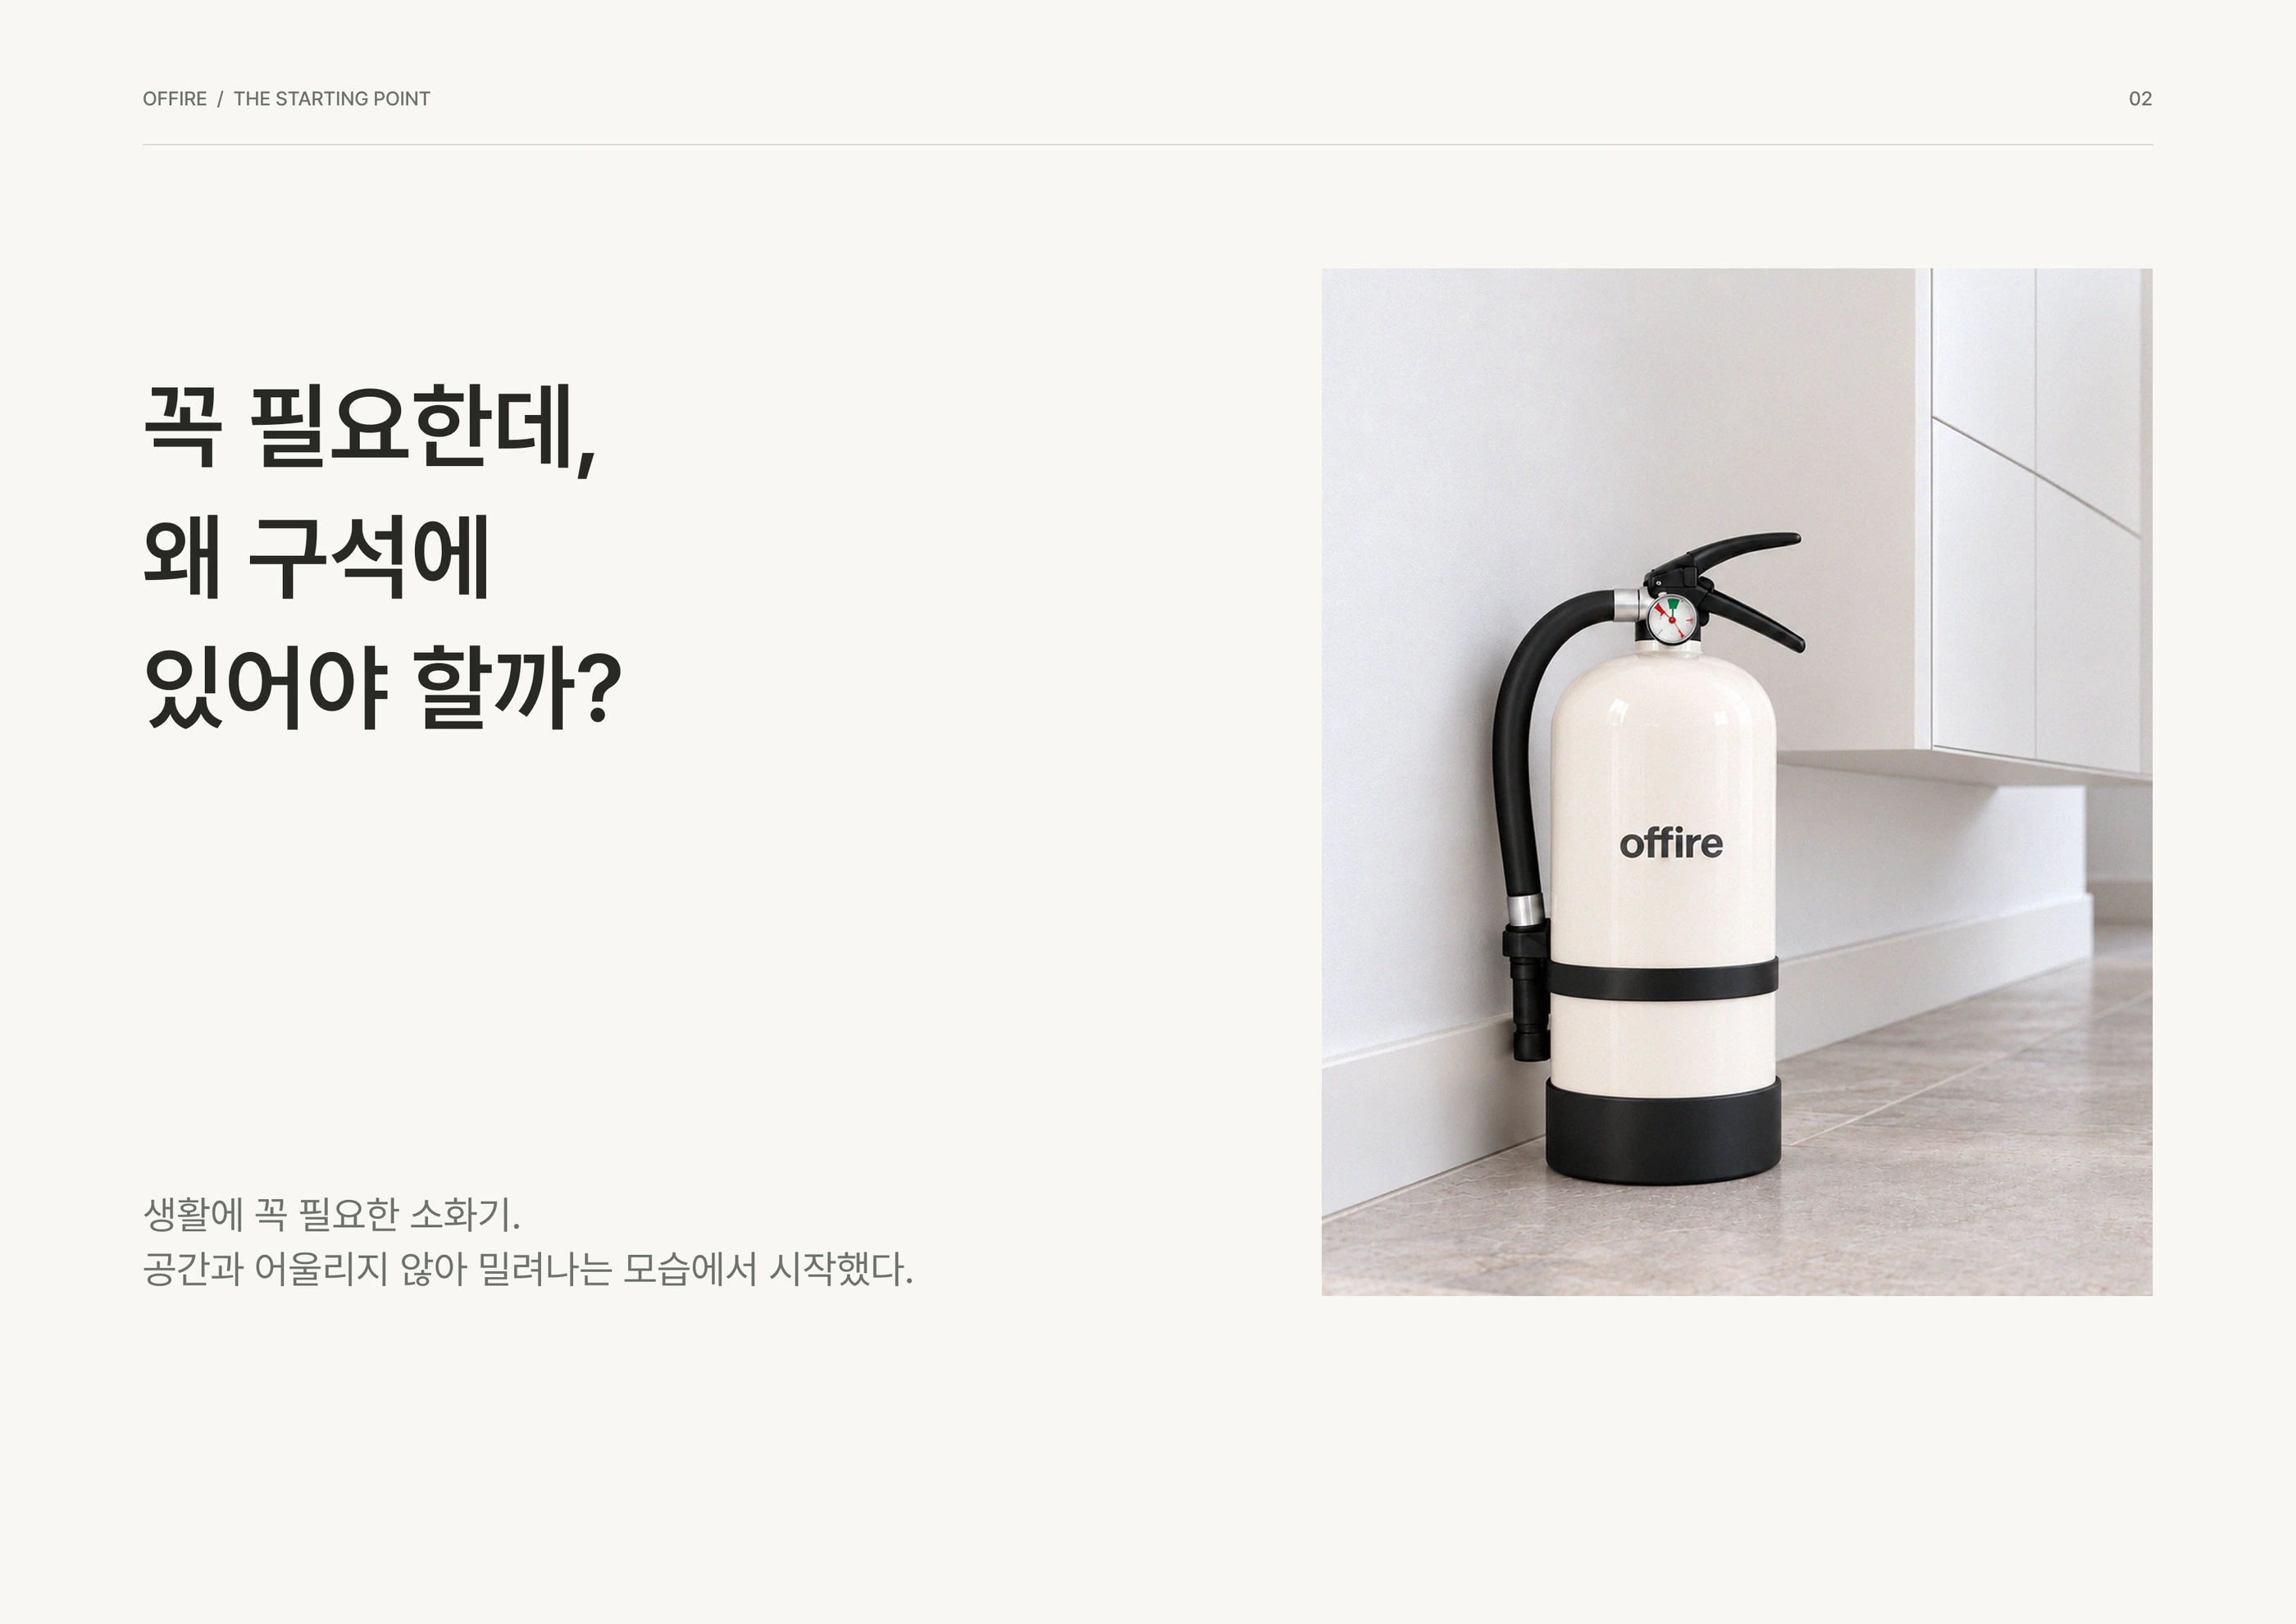 OFFIRE / THE STARTING POINT
02
꼭 필요한데,
왜 구석에
있어야 할까?
생활에 꼭 필요한 소화기.
공간과 어울리지 않아 밀려나는 모습에서 시작했다.
offire